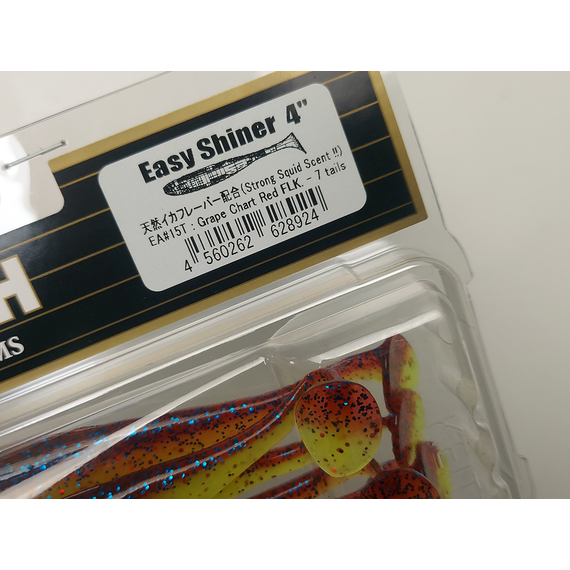 Easy Shiner 4"
天然イカフレーバー配合(Strong Squid Scent !!)
EA#15T : Grape Chart Red FLK. - 7 tails
4 560262 628924
H
MS